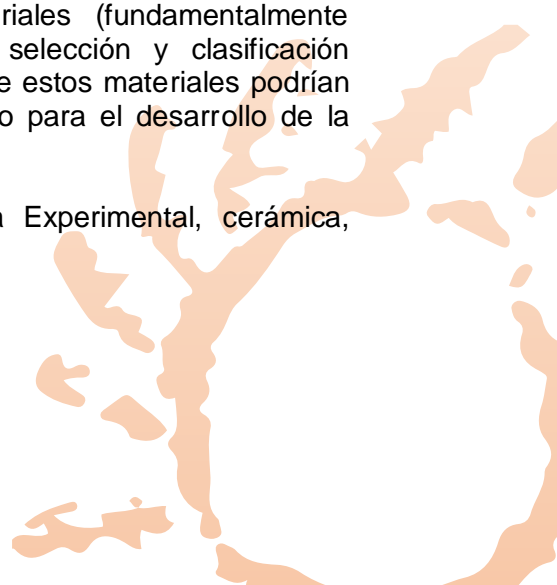 riales (fundamentalmente
selección y clasificación
e estos materiales podrían
o para el desarrollo de la
a Experimental, cerámica,